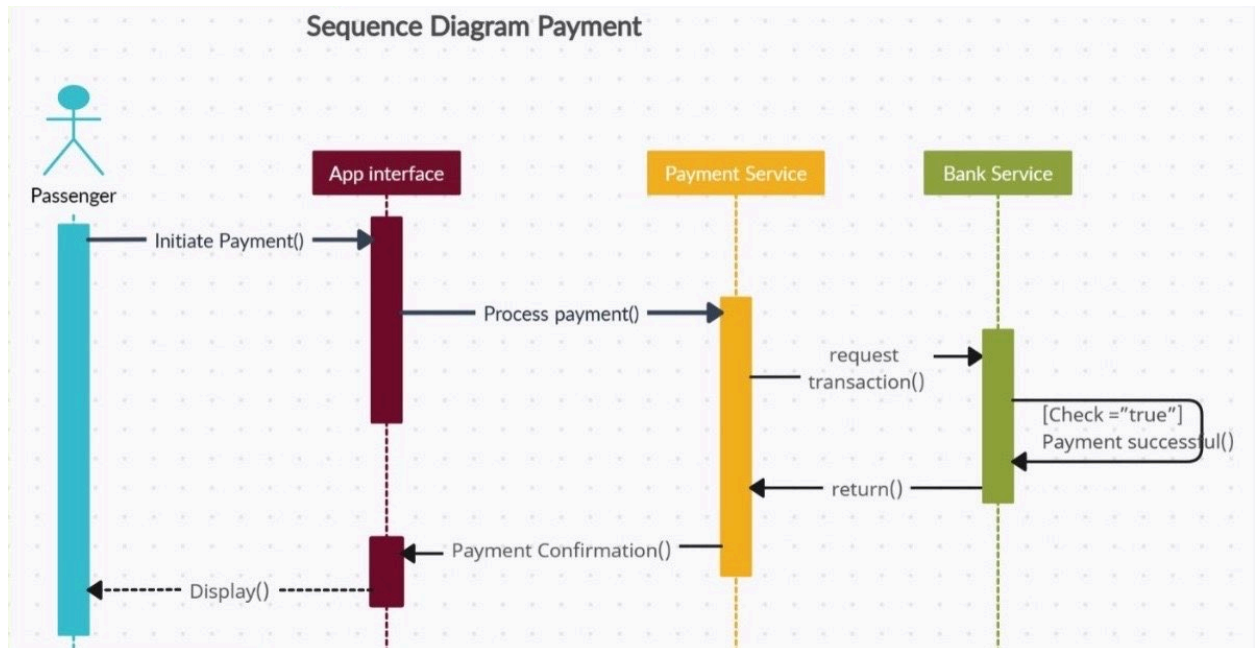 Sequence Diagram Payment
Passenger
App interface
Payment Service
Bank Service
Initiate Payment()
Process payment()
request
transaction()
[Check =”true”]
Payment successful()
return()
Payment Confirmation()
Display()